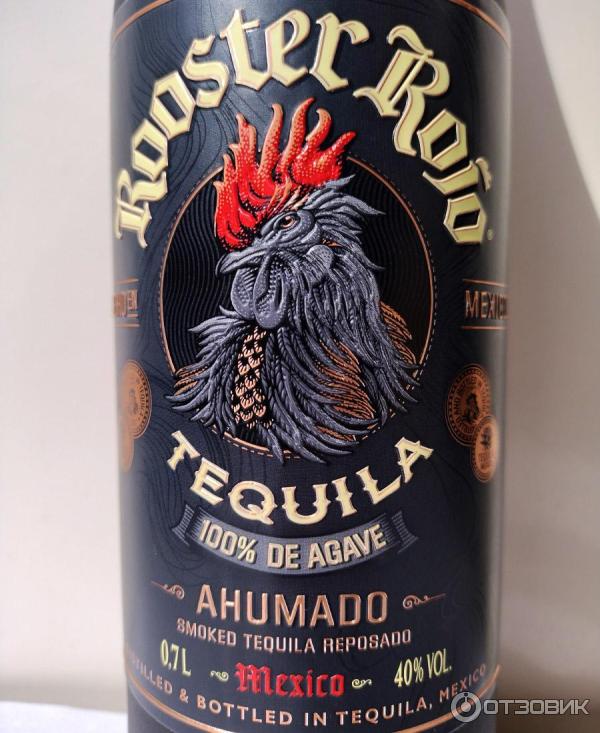 Rooster Rojo
TEQUILA
100% DE AGAVE
AHUMADO
SMOKED TEQUILA REPOSADO
0,7L Mexico 40% VOL.
& BOTTLED IN TEQUILA, MEXICO
ОТЗОВИК